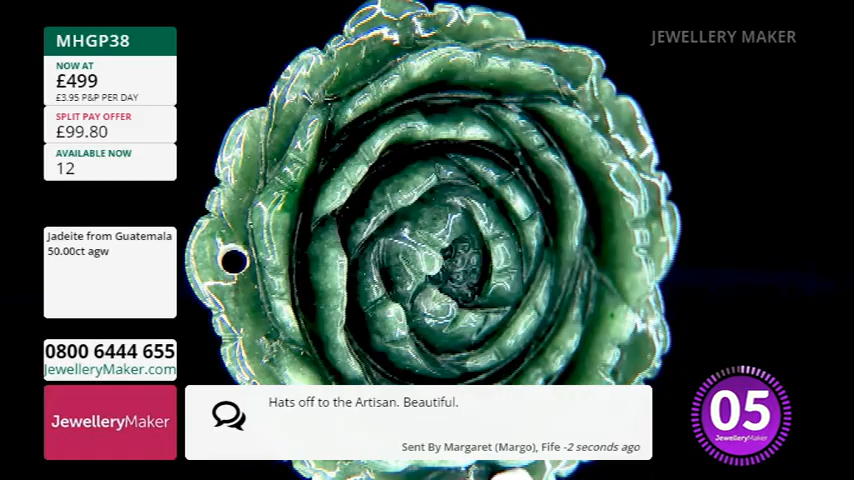 MHGP38
NOW AT
£499
£3.95 P&P PER DAY
SPLIT PAY OFFER
£99.80
AVAILABLE NOW
12
Jadeite from Guatemala
50.00ct agw
0800 6444 655
JewelleryMaker.com
JewelleryMaker
Hats off to the Artisan. Beautiful.
Sent By Margaret (Margo), Fife -2 seconds ago
JEWELLERY MAKER
05
JewelleryMaker